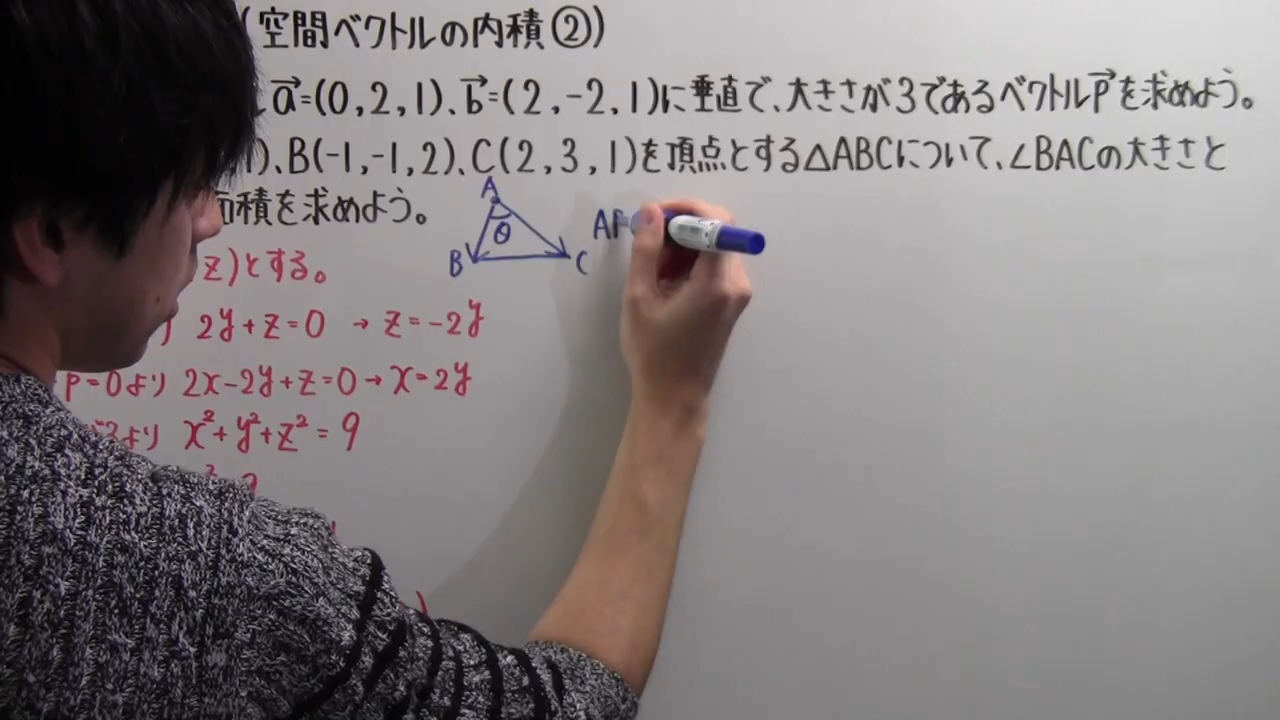 (空間ベクトルの内積②)
a=(0,2,1)、b=(2,-2,1)に垂直で、大きさが3であるベクトルPを求めよう。
)、B(-1,-1,2)、C(2,3,1)を頂点とする△ABCについて、∠BACの大きさと
面積を求めよう。
A
θ
B
C
z)とする。
2y+z=0 → z=-2y
P=0より 2x-2y+z=0→x=2y
より x²+y²+z²=9